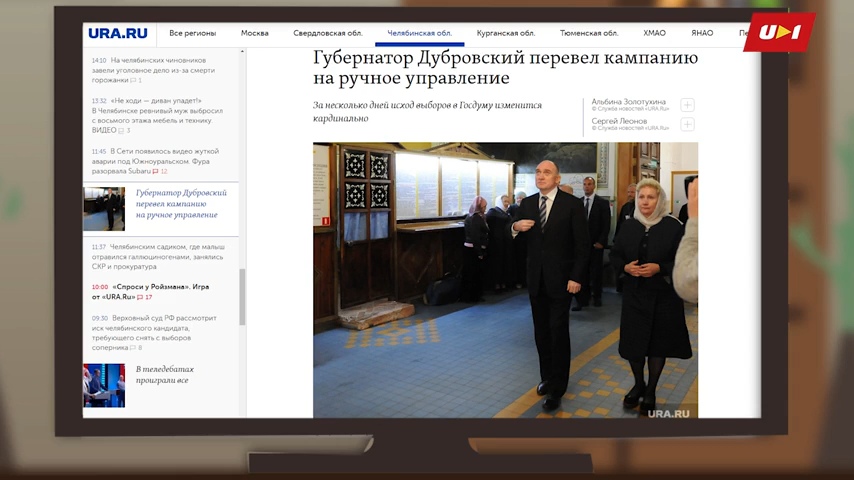 URA.RU
Все регионы
Москва
Свердловская обл.
Челябинская обл.
Курганская обл.
Тюменская обл.
ХМАО
ЯНАО
U1
14:10 На челябинских чиновников
завели уголовное дело из-за смерти
горожанки 1
13:32 «Не ходи — диван упадет!»
В Челябинске ревнивый муж выбросил
с восьмого этажа мебель и технику.
ВИДЕО 3
11:45 В Сети появилось видео жуткой
аварии под Южноуральском. Фура
разорвала Subaru 12
Губернатор Дубровский
перевел кампанию
на ручное управление
11:37 Челябинским садиком, где малыш
отравился галлюциногенами, занялись
СКР и прокуратура
10:00 «Спроси у Ройзмана». Игра
от «URA.Ru» 17
09:30 Верховный суд РФ рассмотрит
иск челябинского кандидата,
требующего снять с выборов
соперника 8
В теледебатах
проиграли все
Губернатор Дубровский перевел кампанию
на ручное управление
За несколько дней исход выборов в Госдуму изменится
кардинально
Альбина Золотухина
© Служба новостей «URA.Ru»
Сергей Леонов
© Служба новостей «URA.Ru»
URA.RU